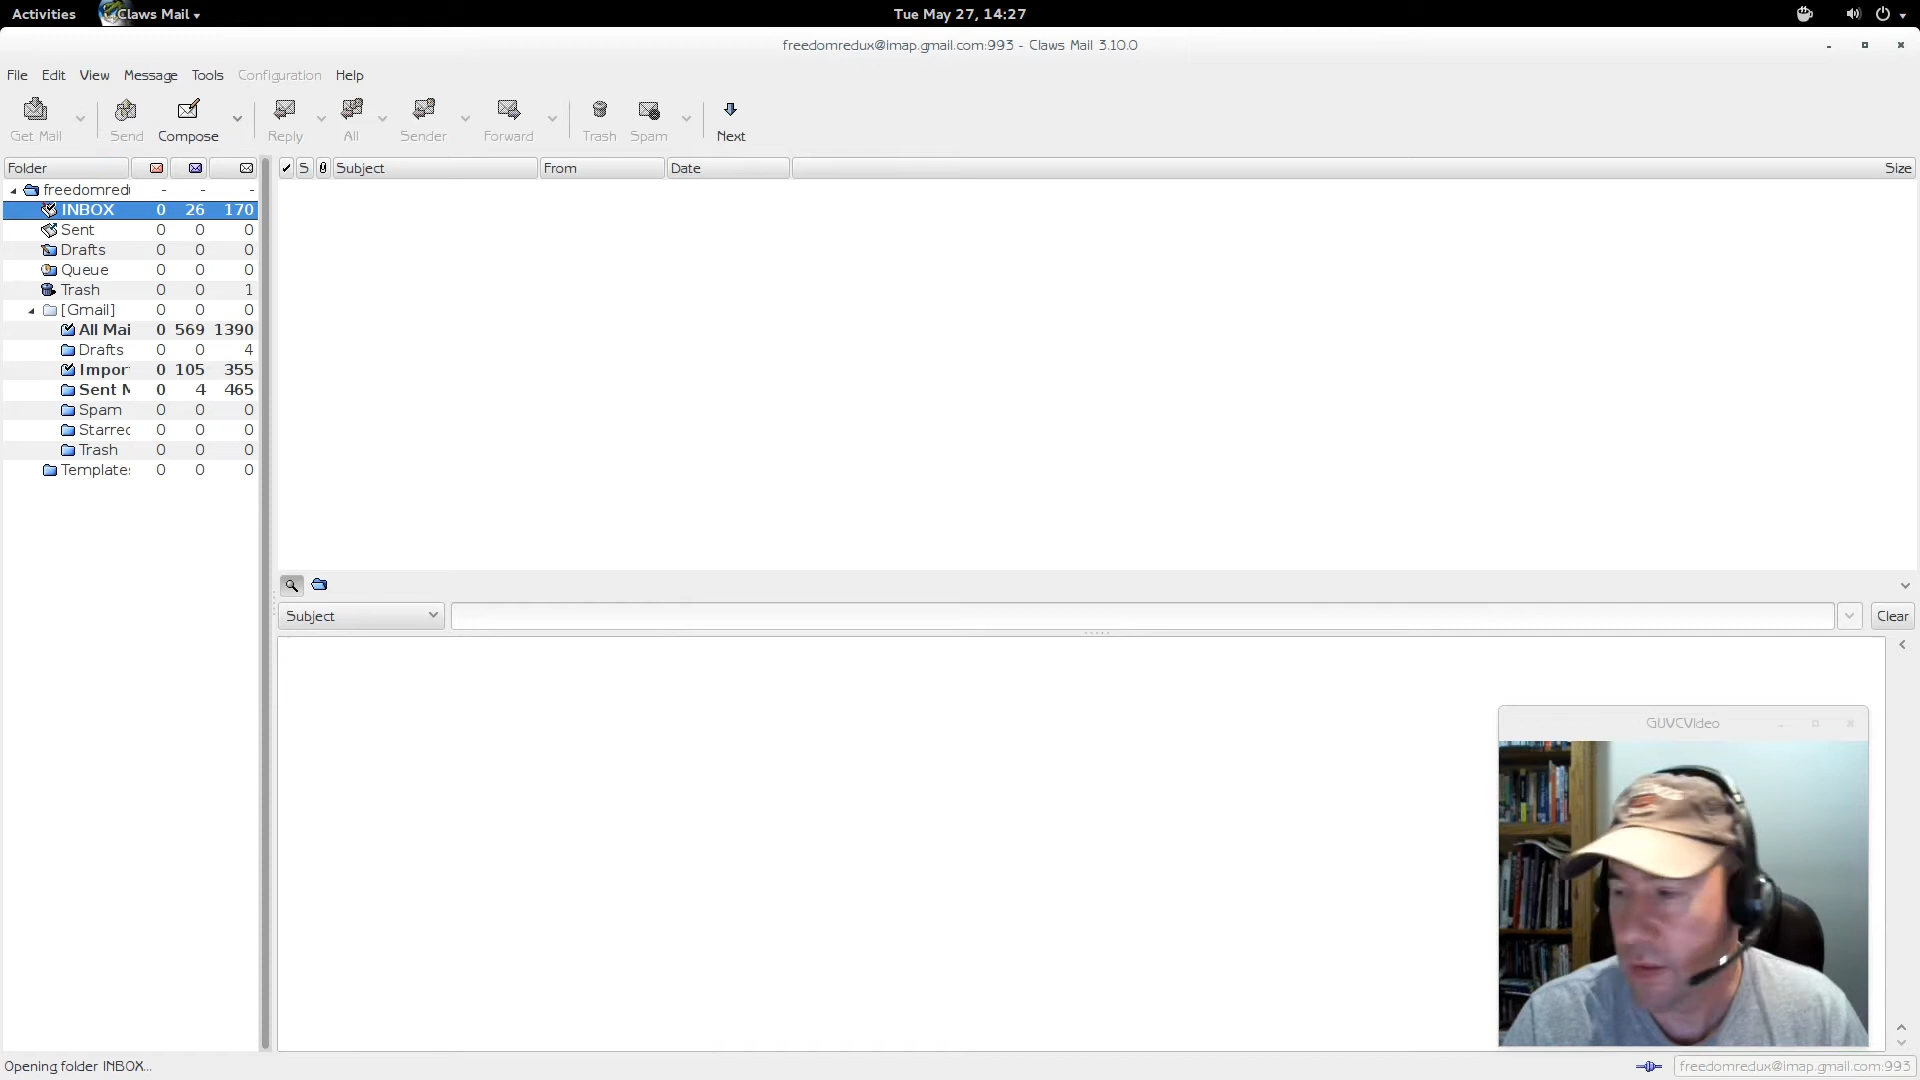 Activities Claws Mail Tue May 27, 14:27
freedomredux@imap.gmail.com:993 - Claws Mail 3.10.0
File Edit View Message Tools Configuration Help
Get Mail Send Compose Reply All Sender Forward Trash Spam Next
Folder
S Subject From Date Size
freedomred - - -
INBOX 0 26 170
Sent 0 0 0
Drafts 0 0 0
Queue 0 0 0
Trash 0 0 1
[Gmail] 0 0 0
All Mai 0 569 1390
Drafts 0 0 4
Impor 0 105 355
Sent M 0 4 465
Spam 0 0 0
Starred 0 0 0
Trash 0 0 0
Templates 0 0 0
Subject Clear
GUVCVideo
Opening folder INBOX... freedomredux@imap.gmail.com:993